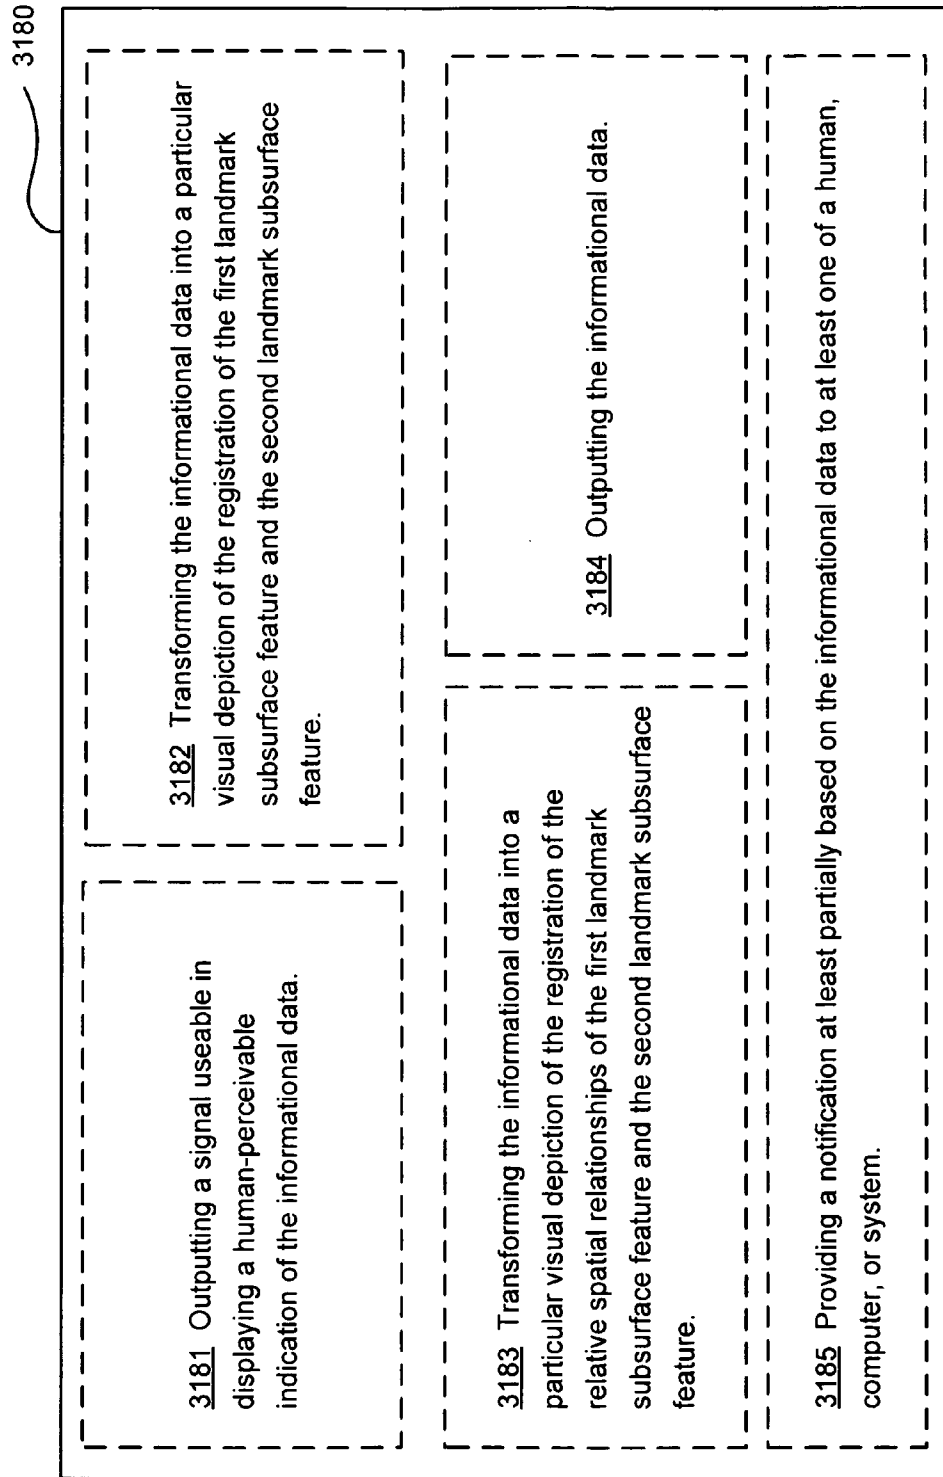 3180
3181 Outputting a signal useable in
displaying a human-perceivable
indication of the informational data.
3182 Transforming the informational data into a particular
visual depiction of the registration of the first landmark
subsurface feature and the second landmark subsurface
feature.
3183 Transforming the informational data into a
particular visual depiction of the registration of the
relative spatial relationships of the first landmark
subsurface feature and the second landmark subsurface
feature.
3184 Outputting the informational data.
3185 Providing a notification at least partially based on the informational data to at least one of a human,
computer, or system.